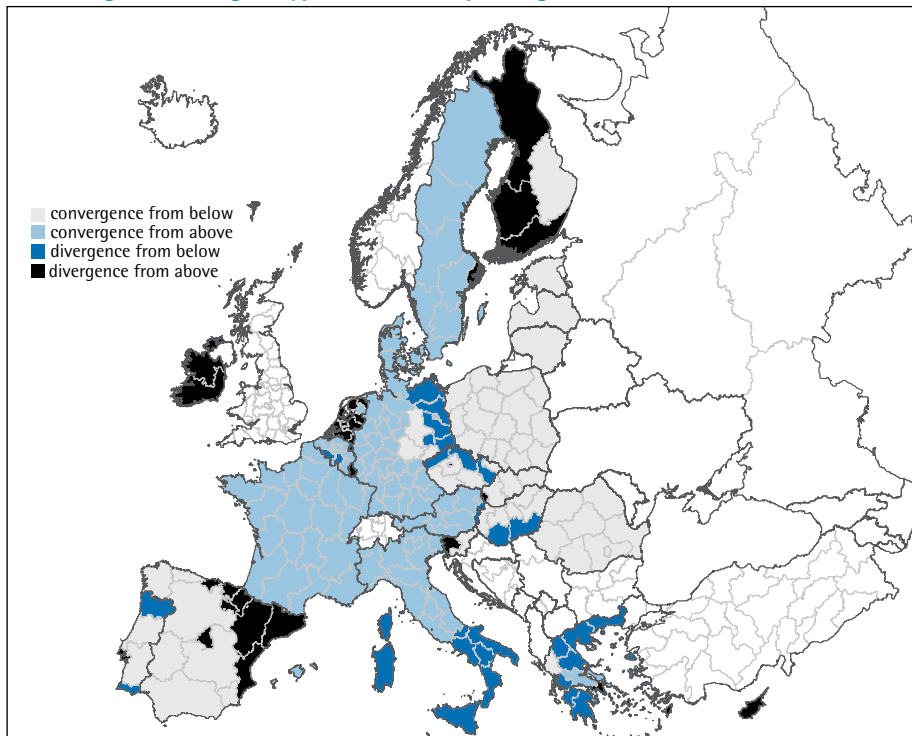 convergence from below
convergence from above
divergence from below
divergence from above